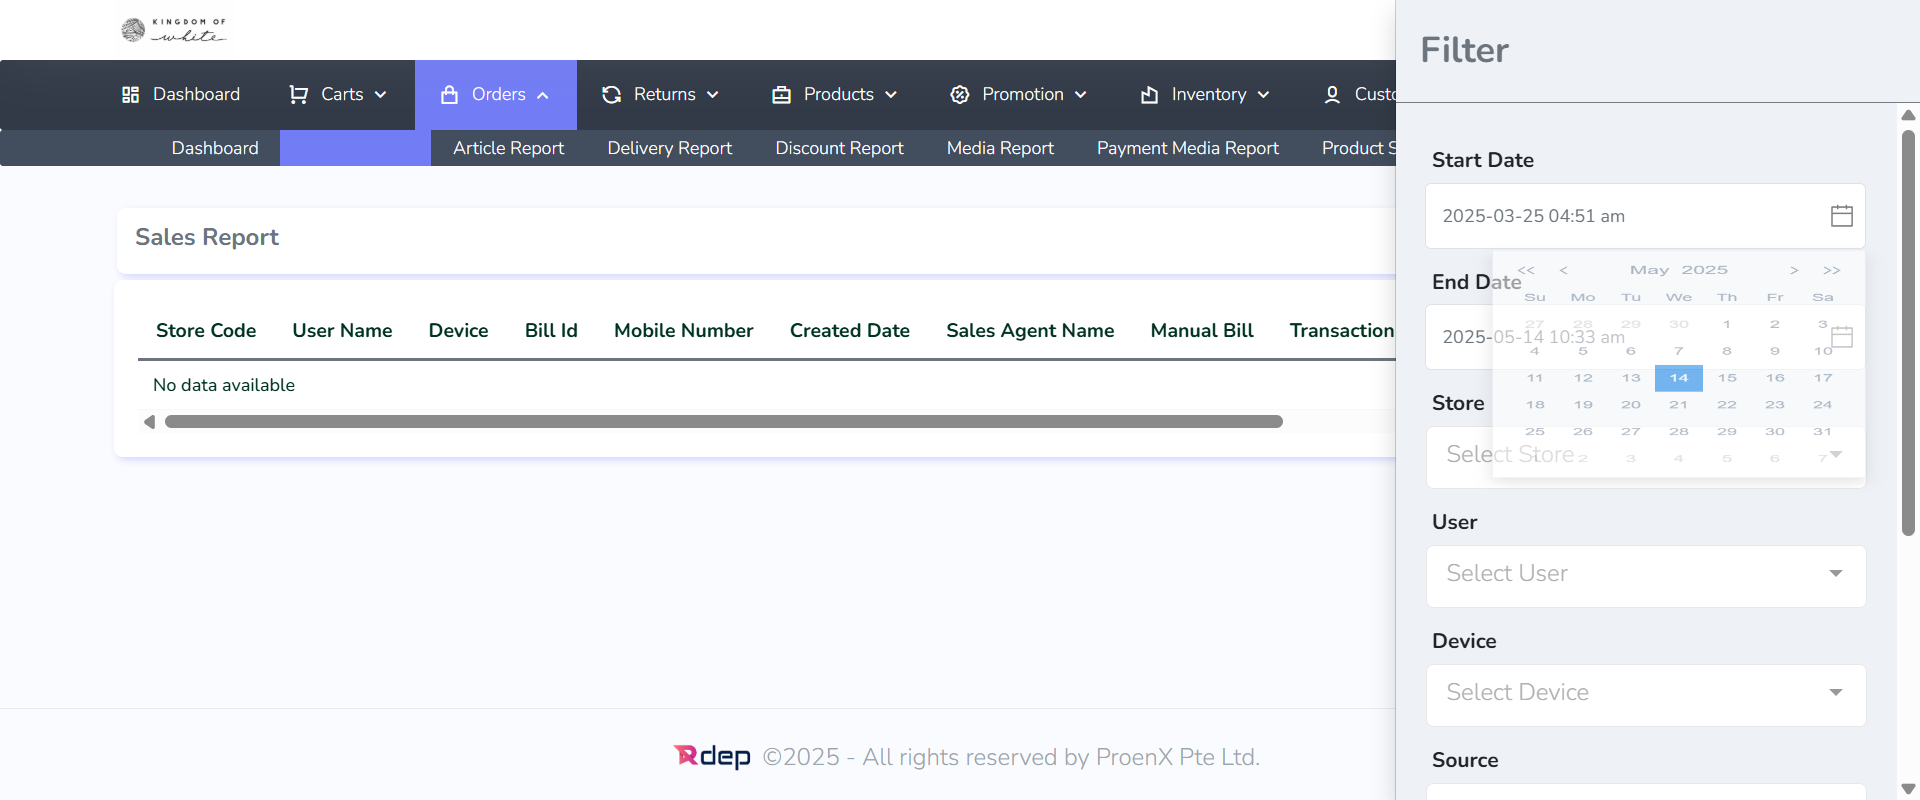 KINGDOM OF
white
Dashboard Carts Orders Returns Products Promotion Inventory Custo
Dashboard Article Report Delivery Report Discount Report Media Report Payment Media Report Product S
Sales Report
Store Code User Name Device Bill Id Mobile Number Created Date Sales Agent Name Manual Bill Transaction
No data available
Rdep ©2025 - All rights reserved by ProenX Pte Ltd.
Filter
Start Date
2025-03-25 04:51 am
End Date
2025-05-14 10:33 am
<< < May 2025 > >>
Su Mo Tu We Th Fr Sa
27 28 29 30 1 2 3
4 5 6 7 8 9 10
11 12 13 14 15 16 17
18 19 20 21 22 23 24
25 26 27 28 29 30 31
1 2 3 4 5 6 7
Store
Select Store
User
Select User
Device
Select Device
Source